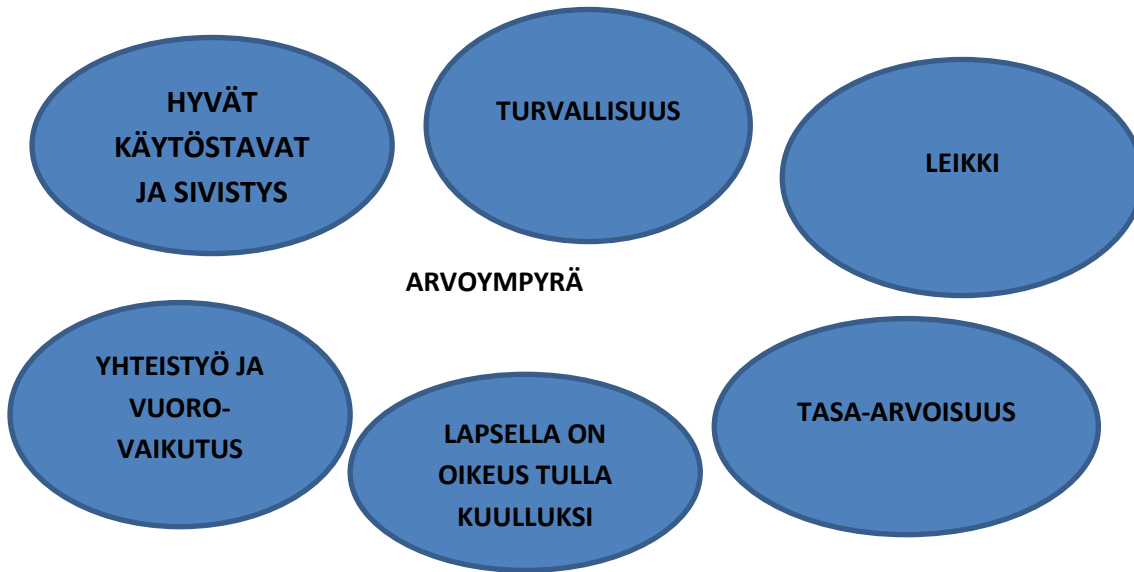 HYVÄT
KÄYTÖSTAVAT
JA SIVISTYS
TURVALLISUUS
LEIKKI
ARVOYMPYRÄ
YHTEISTYÖ JA
VUORO-
VAIKUTUS
LAPSELLA ON
OIKEUS TULLA
KUULLUKSI
TASA-ARVOISUUS